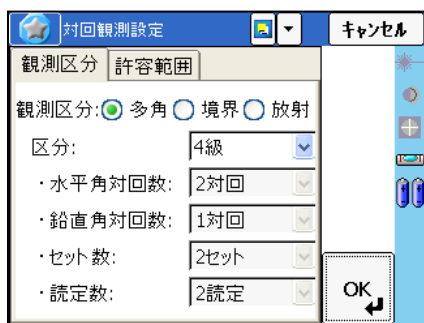 対回観測設定 キャンセル
観測区分 許容範囲
観測区分: 多角 境界 放射
区分: 4級
・水平角対回数: 2対回
・鉛直角対回数: 1対回
・セット数: 2セット
・読定数: 2読定
OK